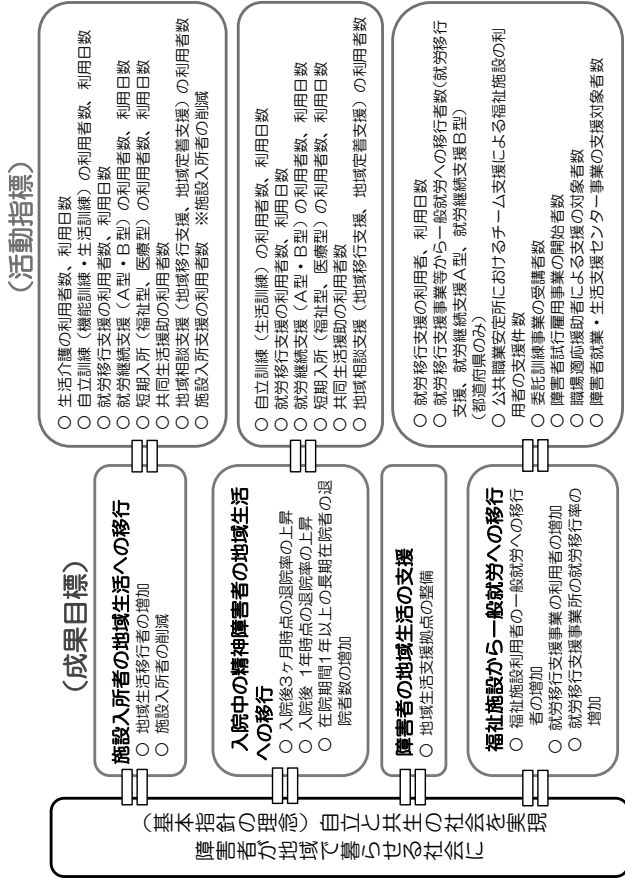 (基本指針の理念) 自立と共生の社会を実現
障害者が地域で暮らせる社会に
(成果目標)
施設入所者の地域生活への移行
○ 地域生活移行者の増加
○ 施設入所者の削減
入院中の精神障害者の地域生活
への移行
○ 入院後3ヶ月時点の退院率の上昇
○ 入院後 1年時点の退院率の上昇
○ 在院期間1年以上の長期在院者の退
院者数の増加
障害者の地域生活の支援
○ 地域生活支援拠点の整備
福祉施設から一般就労への移行
○ 福祉施設利用者の一般就労への移行
者の増加
○ 就労移行支援事業の利用者の増加
○ 就労移行支援事業所の就労移行率の
増加
(活動指標)
○ 生活介護の利用者数、利用日数
○ 自立訓練(機能訓練・生活訓練)の利用者数、利用日数
○ 就労移行支援の利用者数、利用日数
○ 就労継続支援(A型・B型)の利用者数、利用日数
○ 短期入所(福祉型、医療型)の利用者数、利用日数
○ 共同生活援助の利用者数
○ 地域相談支援(地域移行支援、地域定着支援)の利用者数
○ 施設入所支援の利用者数 ※施設入所者の削減
○ 自立訓練(生活訓練)の利用者数、利用日数
○ 就労移行支援の利用者数、利用日数
○ 就労継続支援(A型・B型)の利用者数、利用日数
○ 短期入所(福祉型、医療型)の利用者数、利用日数
○ 共同生活援助の利用者数
○ 地域相談支援(地域移行支援、地域定着支援)の利用者数
○ 就労移行支援の利用者、利用日数
○ 就労移行支援事業等から一般就労への移行者数(就労移行
支援、就労継続支援A型、就労継続支援B型)
(都道府県のみ)
○ 公共職業安定所におけるチーム支援による福祉施設の利
用者の支援件数
○ 委託訓練事業の受講者数
○ 障害者試行雇用事業の開始者数
○ 職場適応援助者による支援の対象者数
○ 障害者就業・生活支援センター事業の支援対象者数